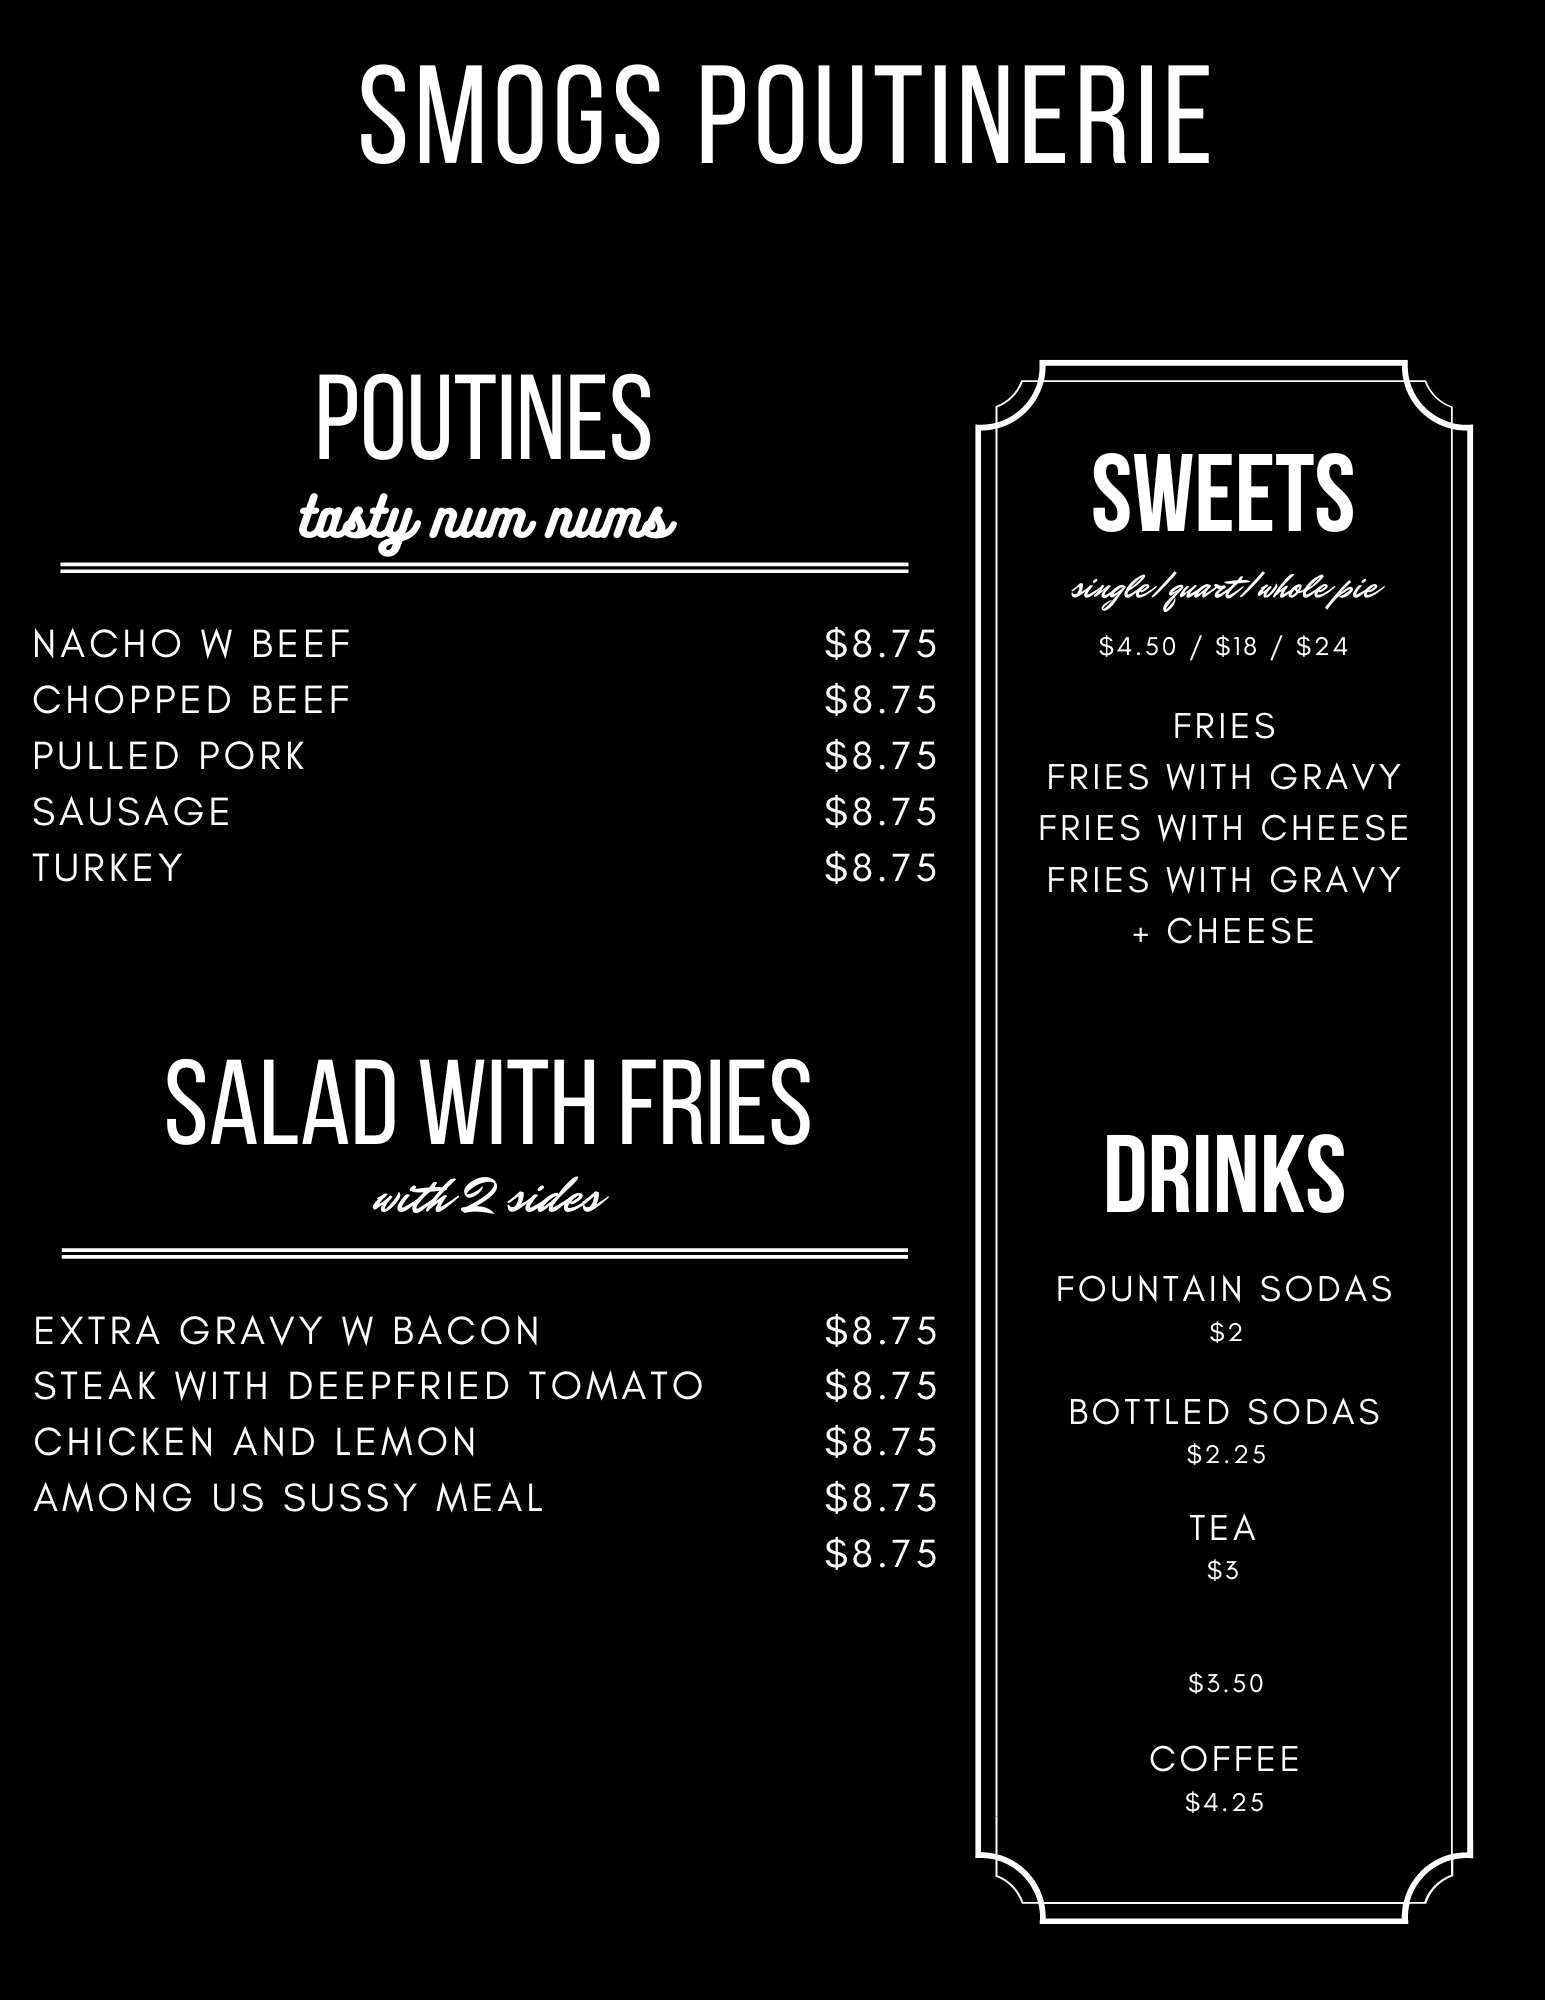 SMOGS POUTINERIE
POUTINES
tasty num nums
NACHO W BEEF $8.75
CHOPPED BEEF $8.75
PULLED PORK $8.75
SAUSAGE $8.75
TURKEY $8.75
SALAD WITH FRIES
with 2 sides
EXTRA GRAVY W BACON $8.75
STEAK WITH DEEPFRIED TOMATO $8.75
CHICKEN AND LEMON $8.75
AMONG US SUSSY MEAL $8.75
$8.75
SWEETS
single/quart/whole pie
$4.50 / $18 / $24
FRIES
FRIES WITH GRAVY
FRIES WITH CHEESE
FRIES WITH GRAVY
+ CHEESE
DRINKS
FOUNTAIN SODAS
$2
BOTTLED SODAS
$2.25
TEA
$3
$3.50
COFFEE
$4.25